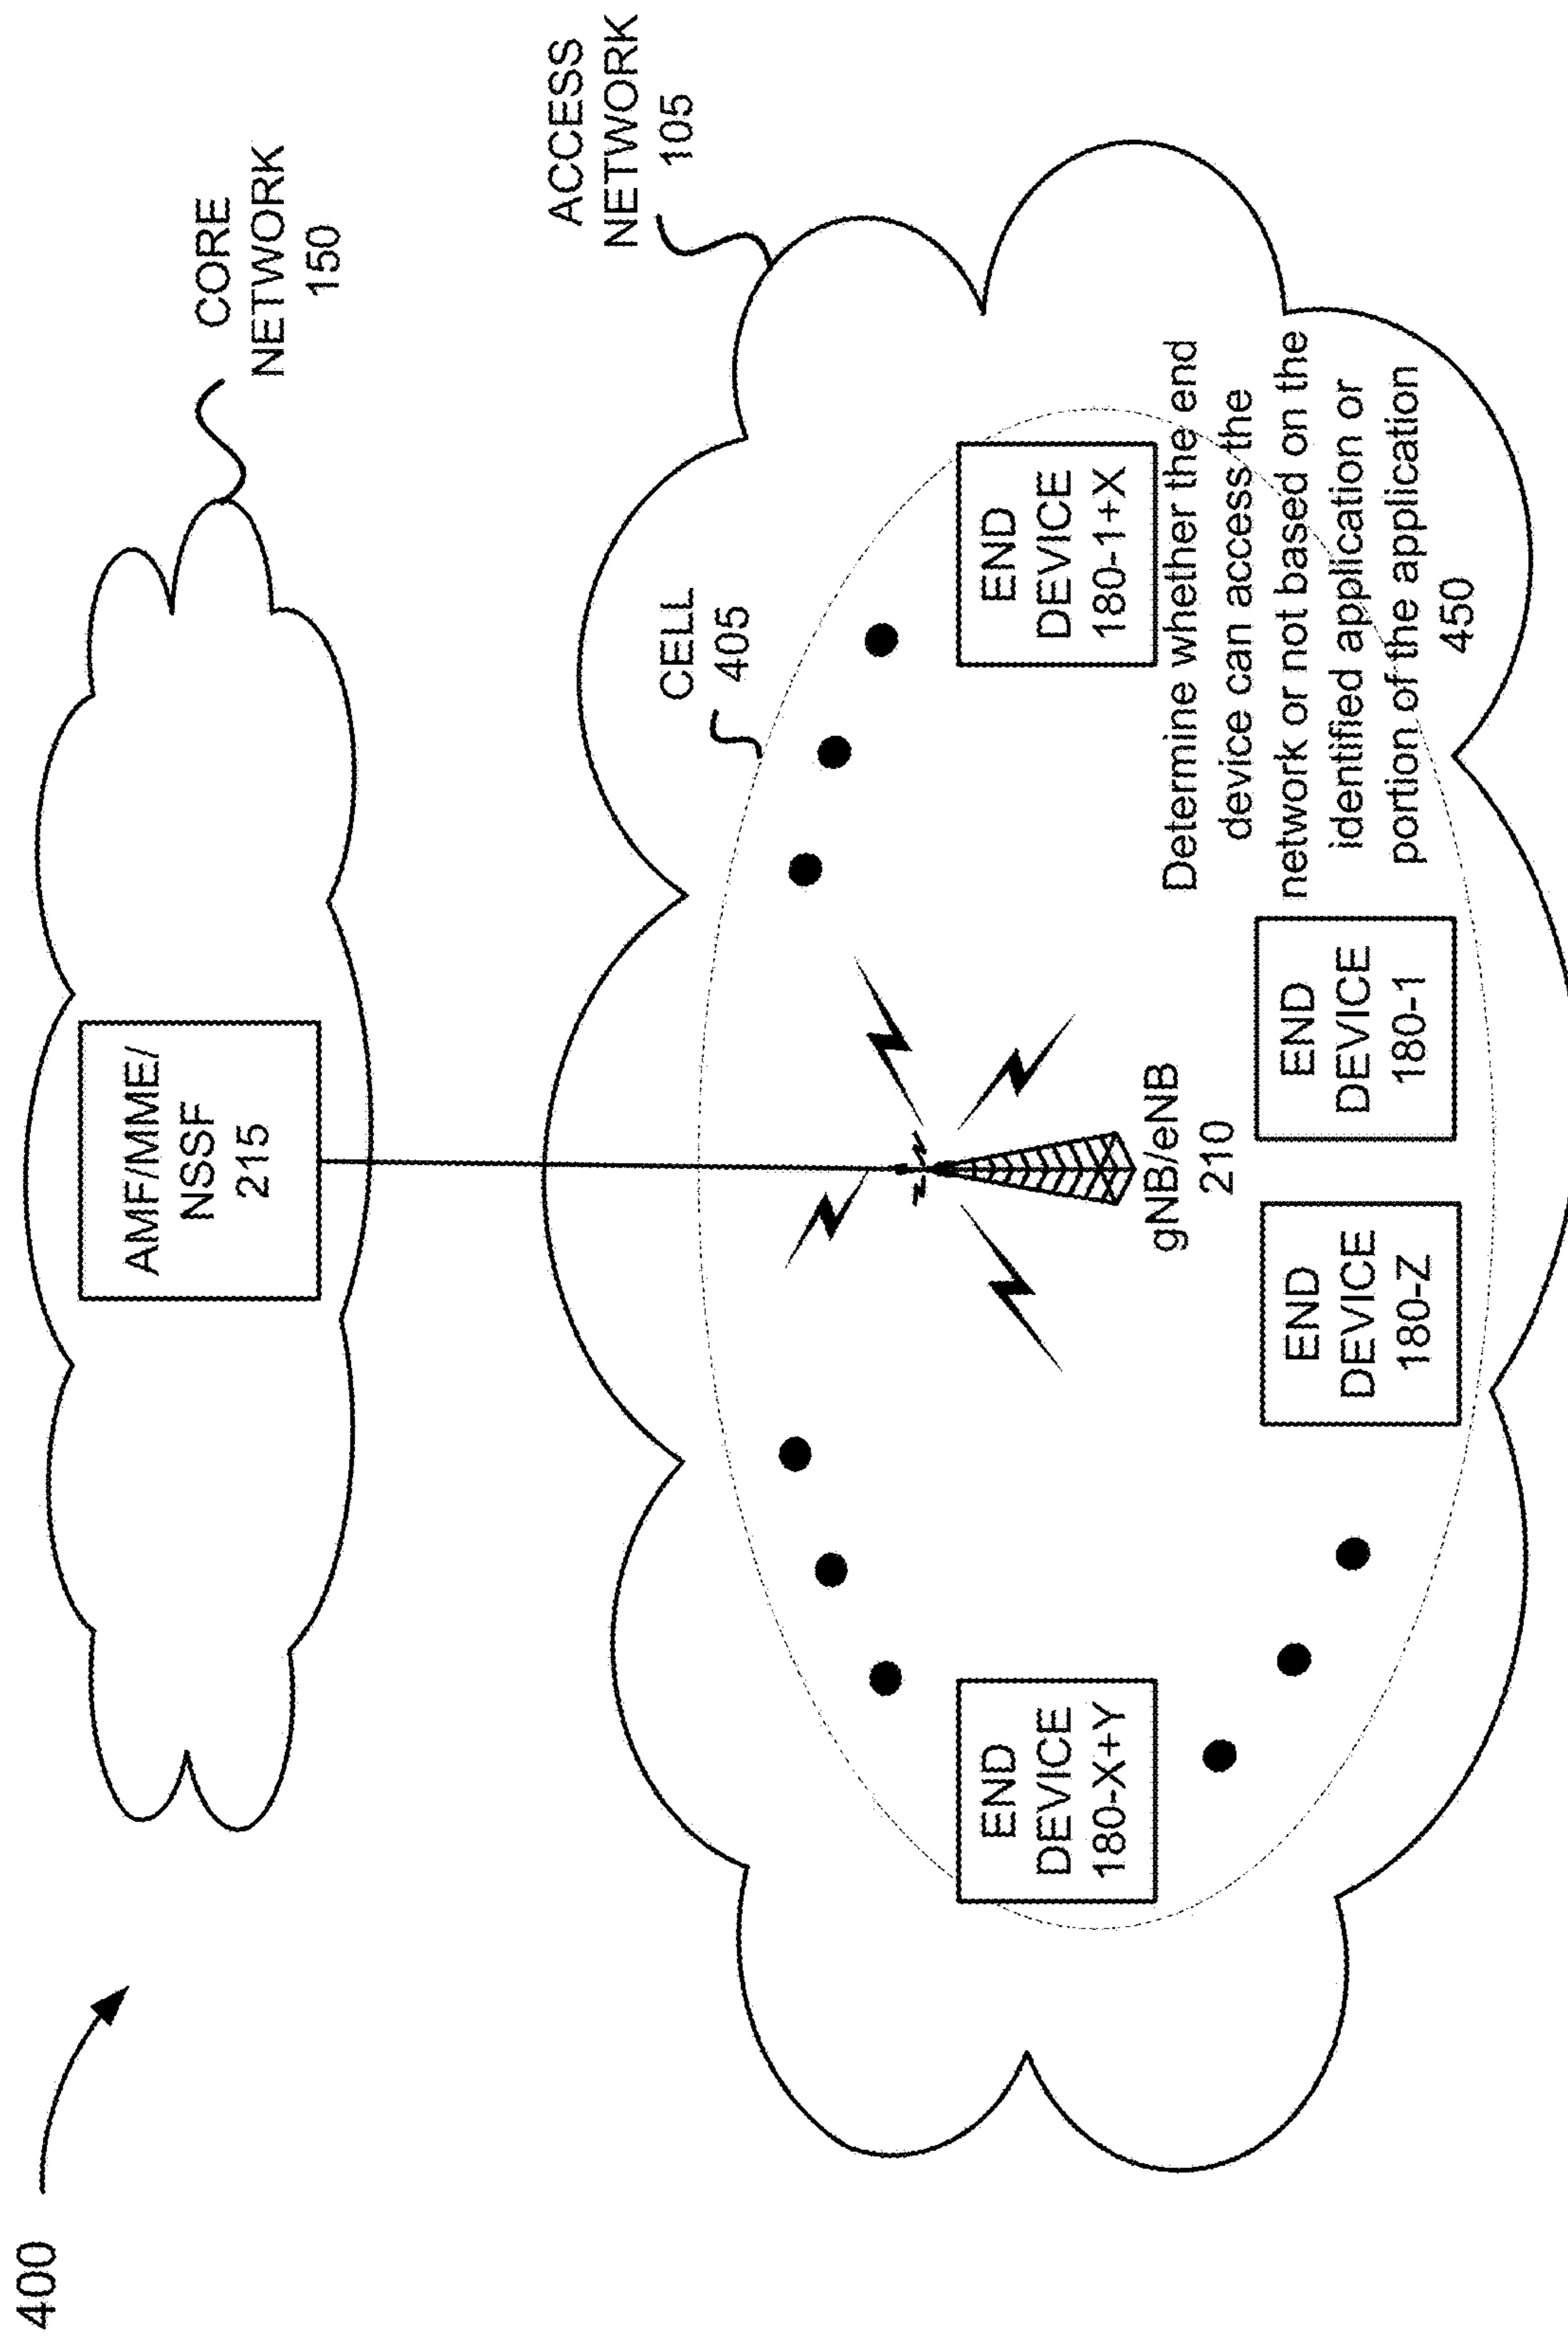 400
CORE
NETWORK
150
AMF/MME/
NSSF
215
ACCESS
NETWORK
105
CELL
405
END
DEVICE
180-X+Y
gNB/eNB
210
END
DEVICE
180-1+X
END
DEVICE
180-Z
END
DEVICE
180-1
Determine whether the end
device can access the
network or not based on the
identified application or
portion of the application
450